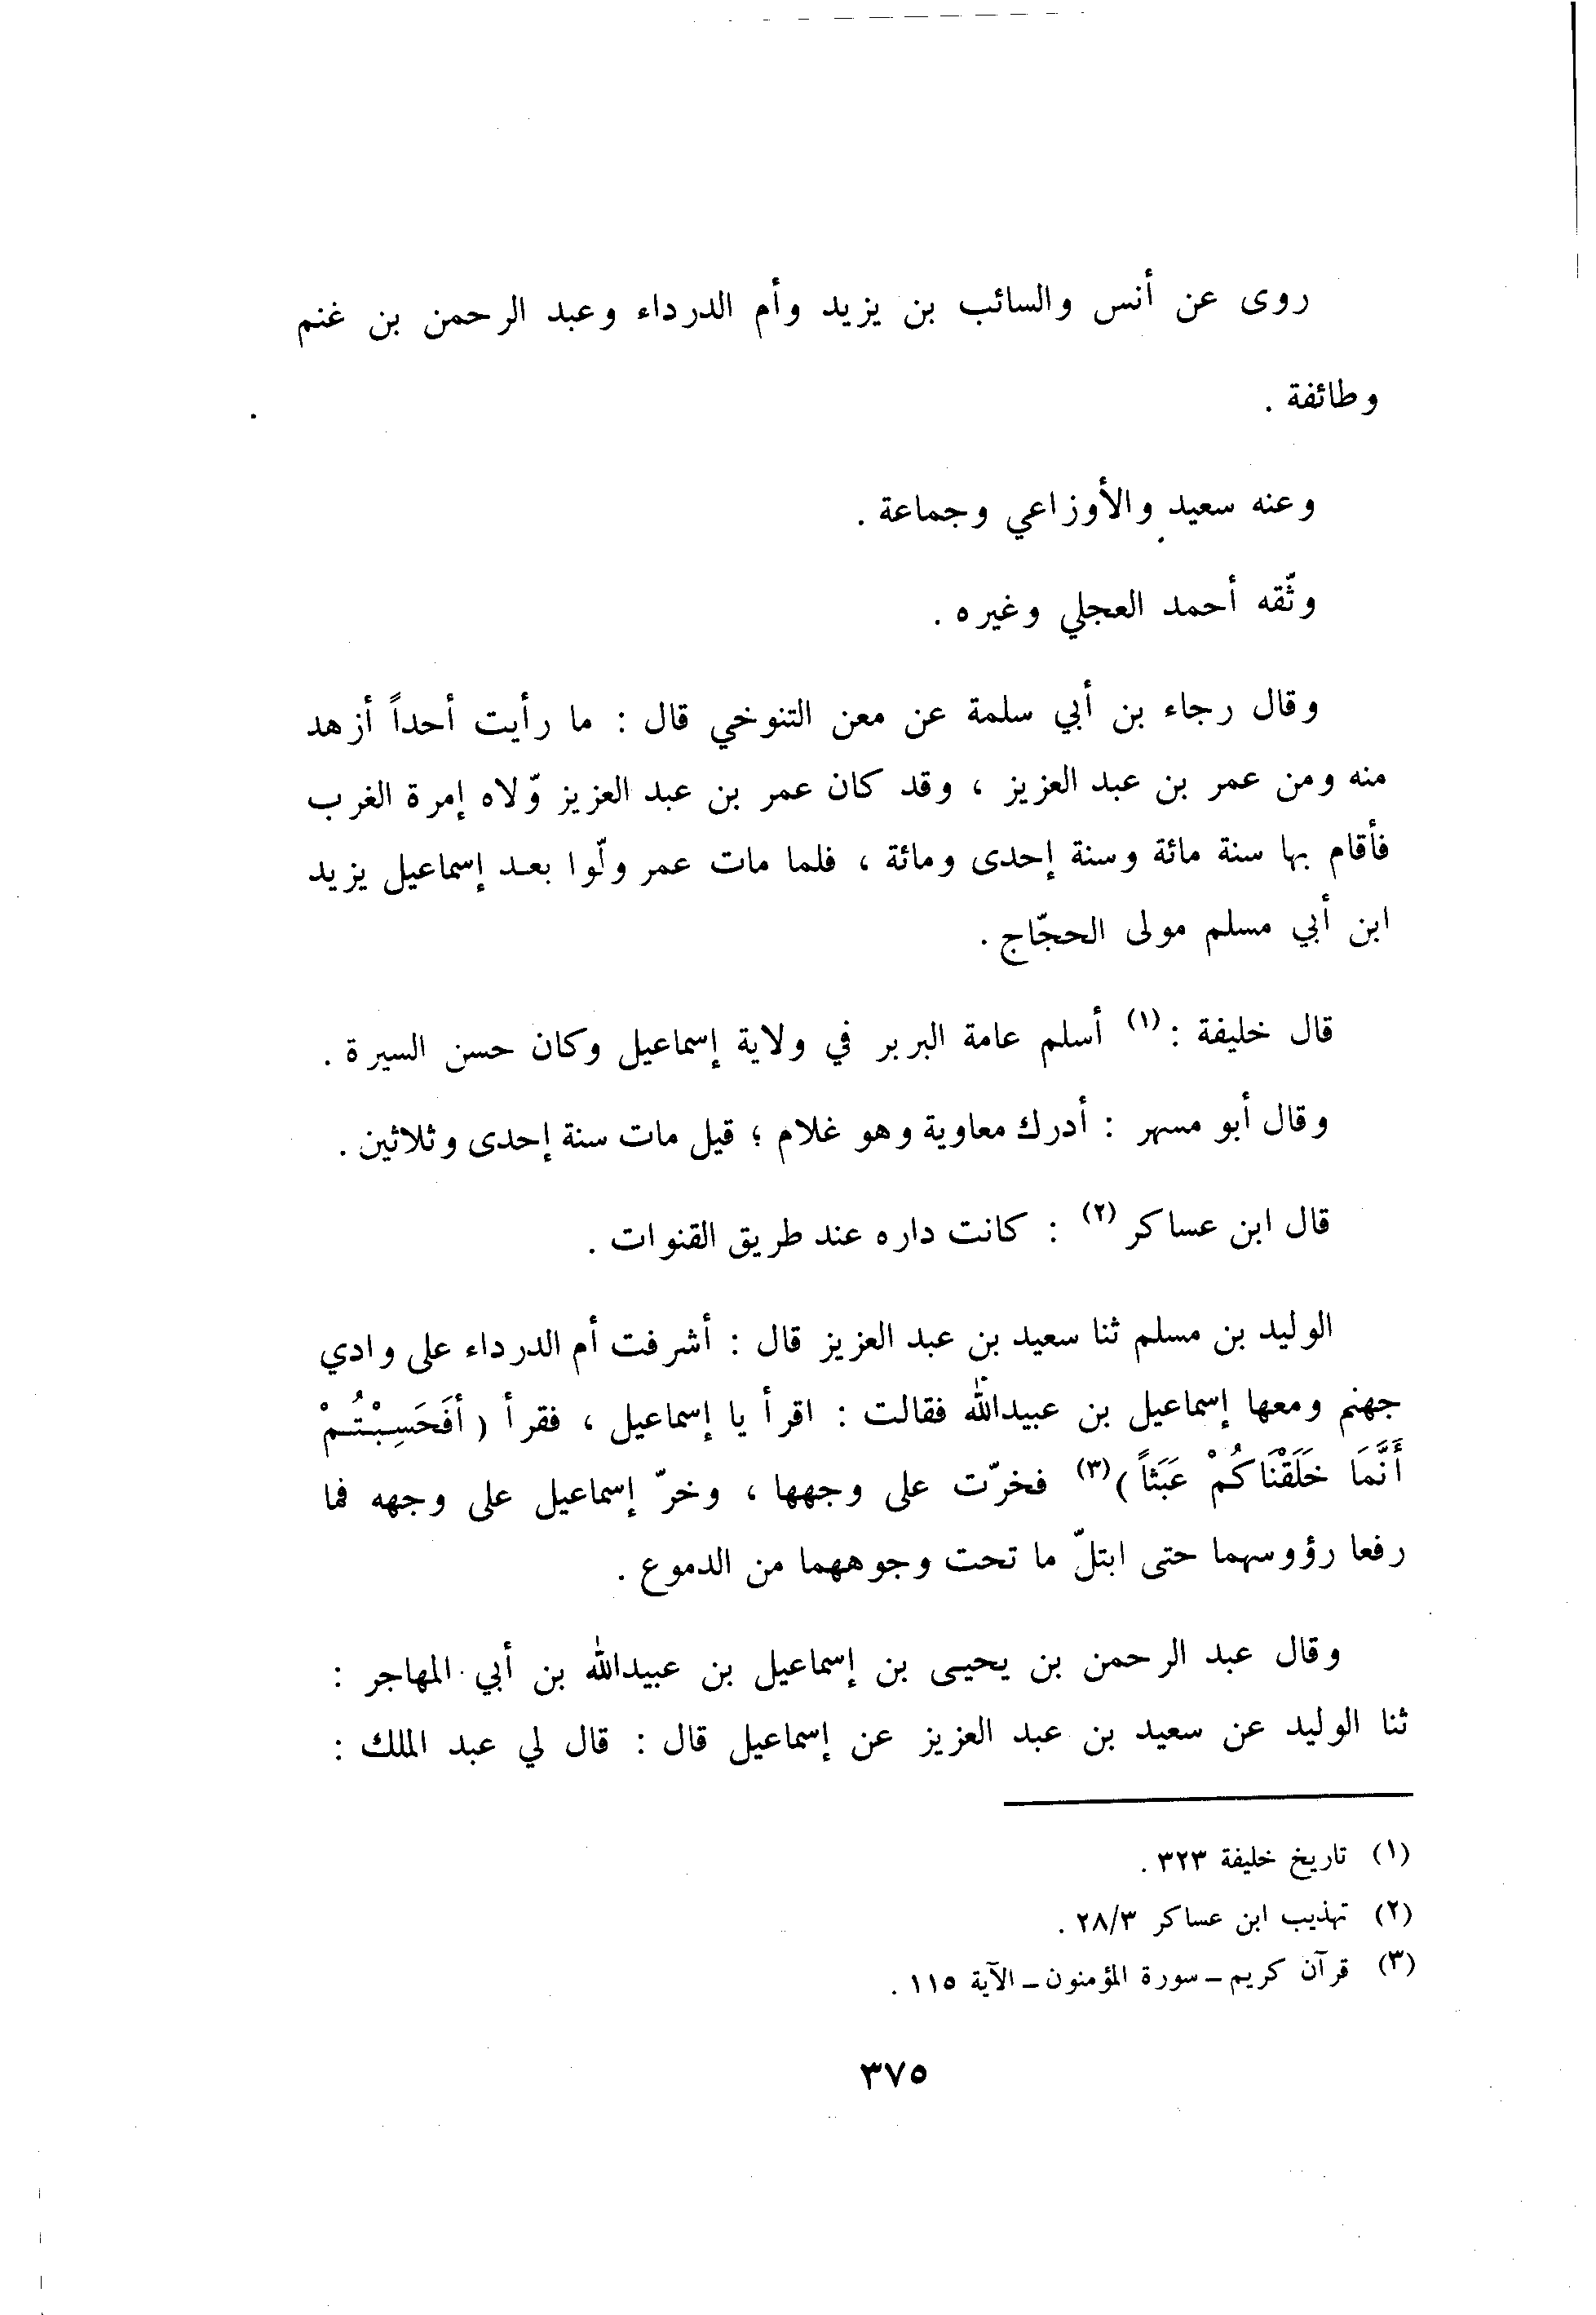 روى عن أنس والسائب بن يزيد وأم الدرداء وعبد الرحمن بن غنم
وطائفة .
وعنه سعيد والأوزاعي وجماعة .
وثّقه أحمد العجلي وغيره .
وقال رجاء بن أبي سلمة عن معن التنوخي قال : ما رأيت أحداً أزهد
منه ومن عمر بن عبد العزيز ، وقد كان عمر بن عبد العزيز وّلاه إمرة الغرب
فأقام بها سنة مائة وسنة إحدى ومائة ، فلما مات عمر ولّوا بعد إسماعيل يزيد
ابن أبي مسلم مولى الحجّاج .
قال خليفة :(١) أسلم عامة البربر في ولاية إسماعيل وكان حسن السيرة .
وقال أبو مسهر : أدرك معاوية وهو غلام ؛ قيل مات سنة إحدى وثلاثين .
قال ابن عساكر (٢) : كانت داره عند طريق القنوات .
الوليد بن مسلم ثنا سعيد بن عبد العزيز قال : أشرفت أم الدرداء على وادي
جهنم ومعها إسماعيل بن عبيدالله فقالت : اقرأ يا إسماعيل ، فقرأ ( أَفَحَسِبْتُمْ
أَنَّمَا خَلَقْنَاكُمْ عَبَثاً )(٣) فخرّت على وجهها ، وخرّ إسماعيل على وجهه فما
رفعا رؤوسهما حتى ابتلّ ما تحت وجوههما من الدموع .
وقال عبد الرحمن بن يحيى بن إسماعيل بن عبيدالله بن أبي المهاجر :
ثنا الوليد عن سعيد بن عبد العزيز عن إسماعيل قال : قال لي عبد الملك :
(١) تاريخ خليفة ٣٢٣ .
(٢) تهذيب ابن عساكر ٢٨/٣ .
(٣) قرآن كريم ــ سورة المؤمنون ــ الآية ١١٥ .
٣٧٥